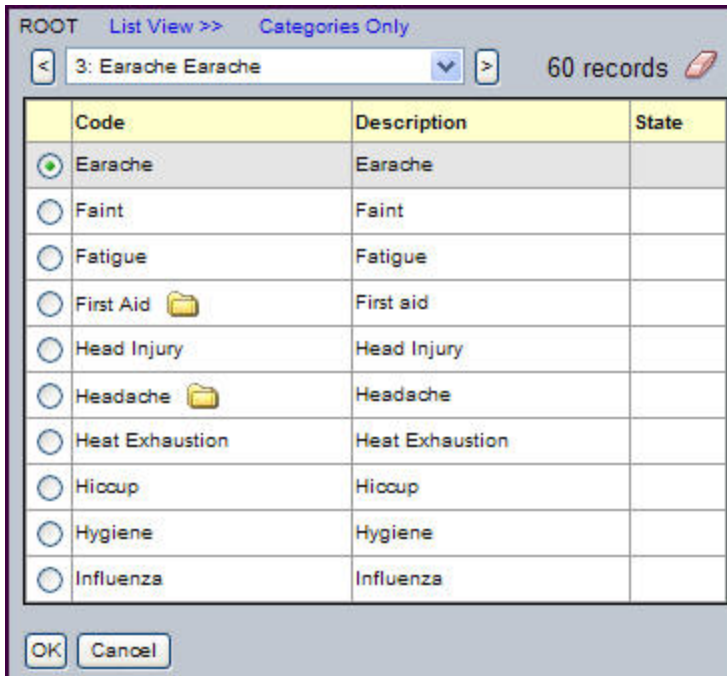 ROOT List View >> Categories Only
< 3: Earache Earache > 60 records
Code Description State
Earache Earache
Faint Faint
Fatigue Fatigue
First Aid First aid
Head Injury Head Injury
Headache Headache
Heat Exhaustion Heat Exhaustion
Hiccup Hiccup
Hygiene Hygiene
Influenza Influenza
OK Cancel